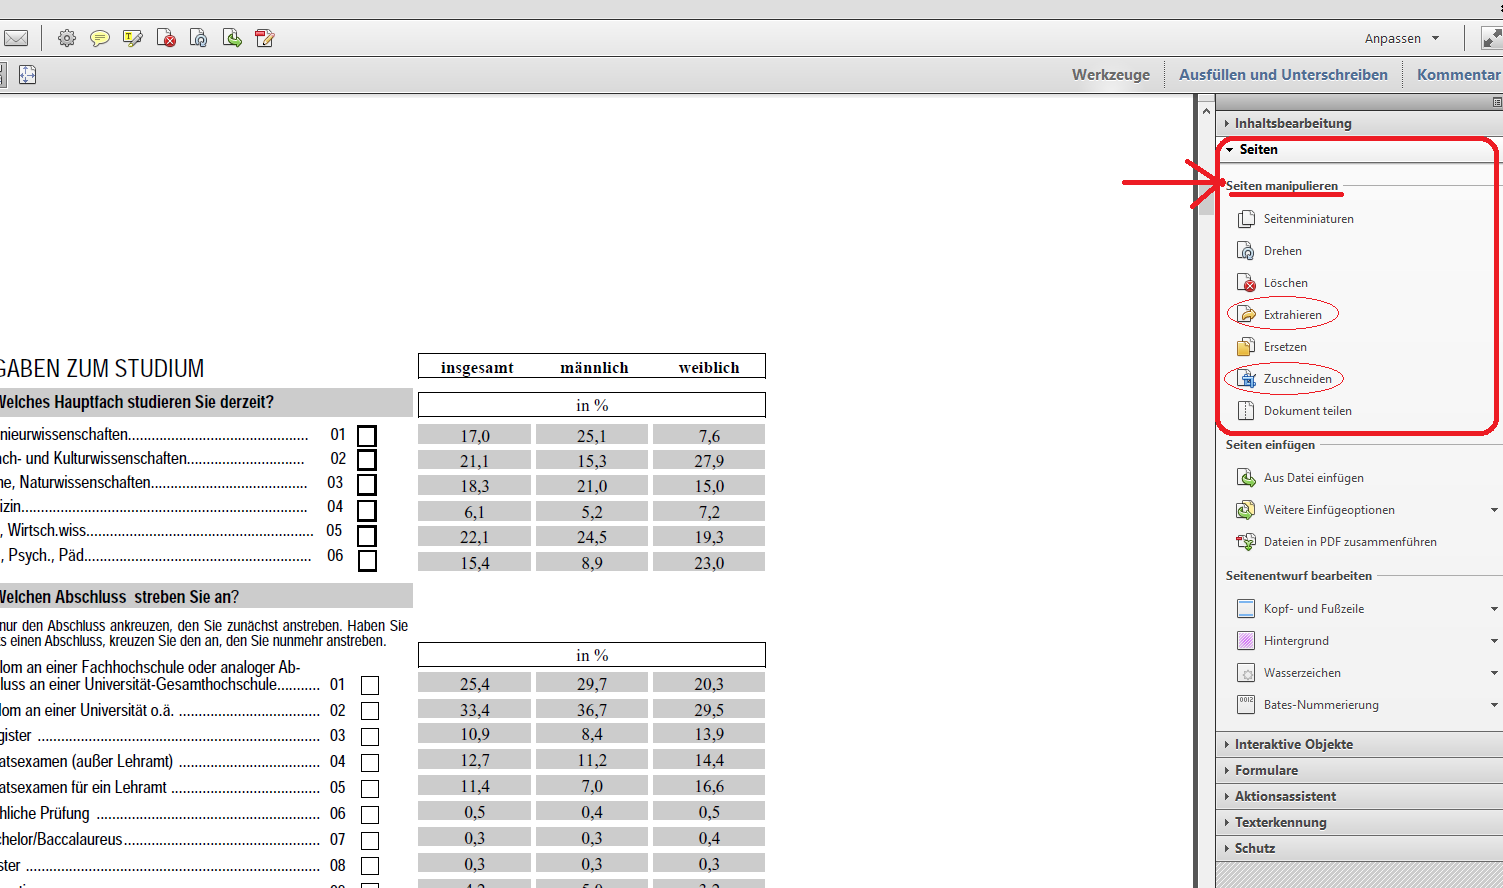 Anpassen
Werkzeuge Ausfüllen und Unterschreiben Kommentar
Inhaltsbearbeitung
Seiten
Seiten manipulieren
Seitenminiaturen
Drehen
Löschen
Extrahieren
Ersetzen
Zuschneiden
Dokument teilen
Seiten einfügen
Aus Datei einfügen
Weitere Einfügeoptionen
Dateien in PDF zusammenführen
Seitenentwurf bearbeiten
Kopf- und Fußzeile
Hintergrund
Wasserzeichen
Bates-Nummerierung
Interaktive Objekte
Formulare
Aktionsassistent
Texterkennung
Schutz
GABEN ZUM STUDIUM insgesamt männlich weiblich
Welches Hauptfach studieren Sie derzeit? in %
nieurwissenschaften 01 17,0 25,1 7,6
ach- und Kulturwissenschaften 02 21,1 15,3 27,9
he, Naturwissenschaften 03 18,3 21,0 15,0
izin 04 6,1 5,2 7,2
, Wirtsch.wiss. 05 22,1 24,5 19,3
., Psych., Päd. 06 15,4 8,9 23,0
Welchen Abschluss streben Sie an?
nur den Abschluss ankreuzen, den Sie zunächst anstreben. Haben Sie
ts einen Abschluss, kreuzen Sie den an, den Sie nunmehr anstreben.
in %
lom an einer Fachhochschule oder analoger Ab-
luss an einer Universität-Gesamthochschule 01 25,4 29,7 20,3
lom an einer Universität o.ä. 02 33,4 36,7 29,5
gister 03 10,9 8,4 13,9
atsexamen (außer Lehramt) 04 12,7 11,2 14,4
atsexamen für ein Lehramt 05 11,4 7,0 16,6
hliche Prüfung 06 0,5 0,4 0,5
chelor/Baccalaureus 07 0,3 0,3 0,4
ster 08 0,3 0,3 0,3